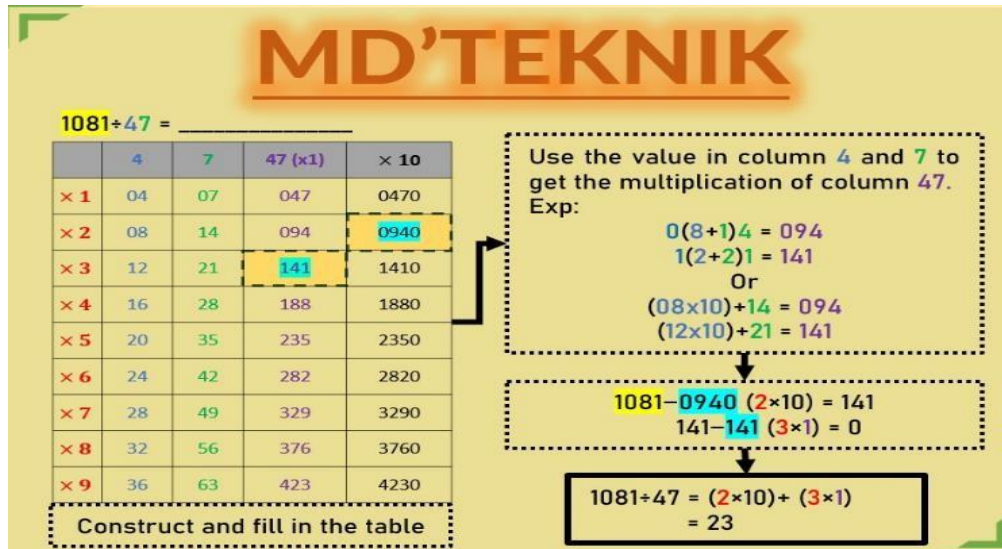 MD'TEKNIK
1081÷47 = _______________
4 7 47 (x1) × 10
× 1 04 07 047 0470
× 2 08 14 094 0940
× 3 12 21 141 1410
× 4 16 28 188 1880
× 5 20 35 235 2350
× 6 24 42 282 2820
× 7 28 49 329 3290
× 8 32 56 376 3760
× 9 36 63 423 4230
Construct and fill in the table
Use the value in column 4 and 7 to
get the multiplication of column 47.
Exp:
0(8+1)4 = 094
1(2+2)1 = 141
Or
(08x10)+14 = 094
(12x10)+21 = 141
1081–0940 (2×10) = 141
141–141 (3×1) = 0
1081÷47 = (2×10)+ (3×1)
= 23